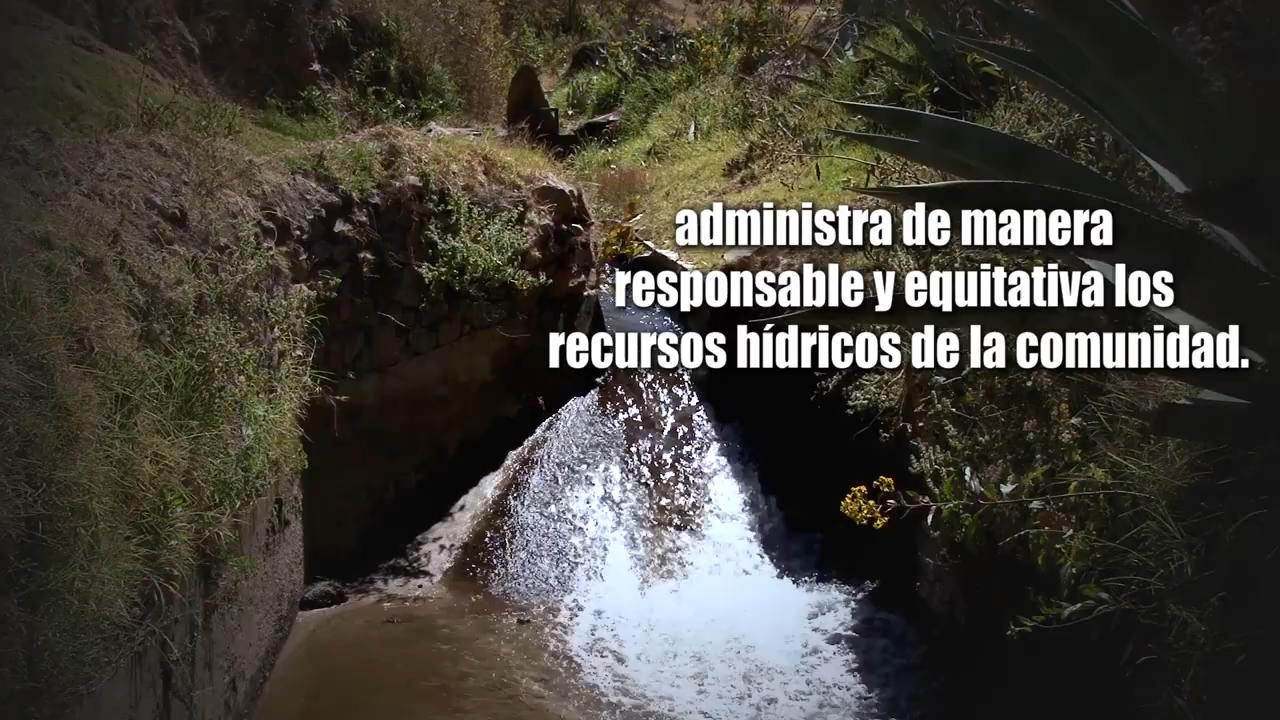 administra de manera
responsable y equitativa los
recursos hídricos de la comunidad.